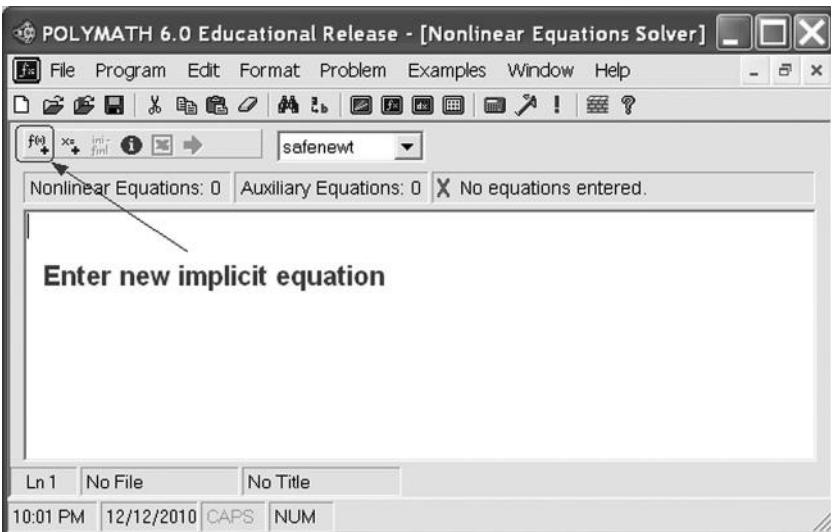 POLYMATH 6.0 Educational Release - [Nonlinear Equations Solver]
File Program Edit Format Problem Examples Window Help
f(x) x= ini- fml safenewt
Nonlinear Equations: 0 Auxiliary Equations: 0 X No equations entered.
Enter new implicit equation
Ln 1 No File No Title
10:01 PM 12/12/2010 CAPS NUM